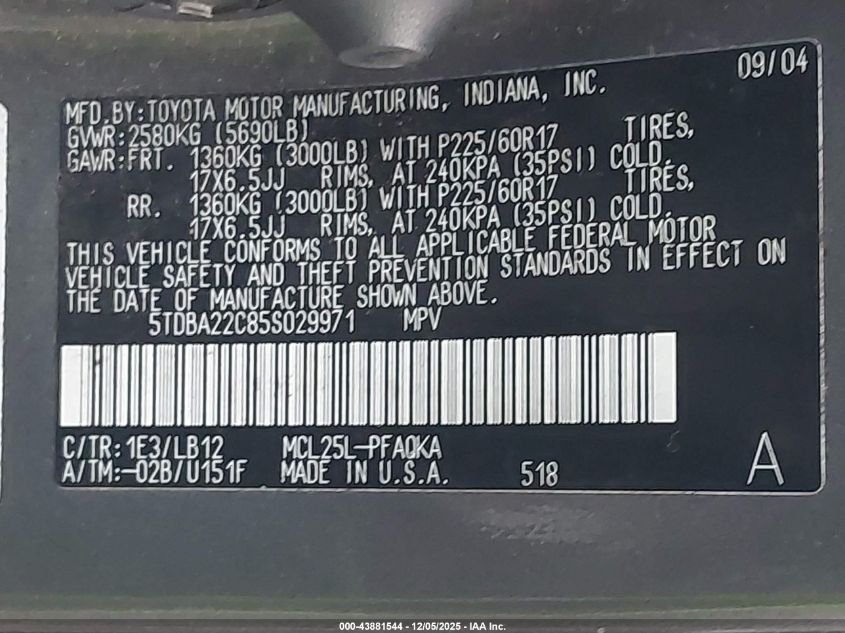 09/04
MFD.BY:TOYOTA MOTOR MANUFACTURING, INDIANA, INC.
GVWR:2580KG (5690LB)
GAWR:FRT. 1360KG (3000LB) WITH P225/60R17 TIRES,
17X6.5JJ RIMS, AT 240KPA (35PSI) COLD.
RR. 1360KG (3000LB) WITH P225/60R17 TIRES,
17X6.5JJ RIMS, AT 240KPA (35PSI) COLD.
THIS VEHICLE CONFORMS TO ALL APPLICABLE FEDERAL MOTOR
VEHICLE SAFETY AND THEFT PREVENTION STANDARDS IN EFFECT ON
THE DATE OF MANUFACTURE SHOWN ABOVE.
5TDBA22C85S029971 MPV
C/TR:1E3/LB12 MCL25L-PFAQKA
A/TM:-02B/U151F MADE IN U.S.A. 518 A
000-43881544 - 12/05/2025 - IAA Inc.